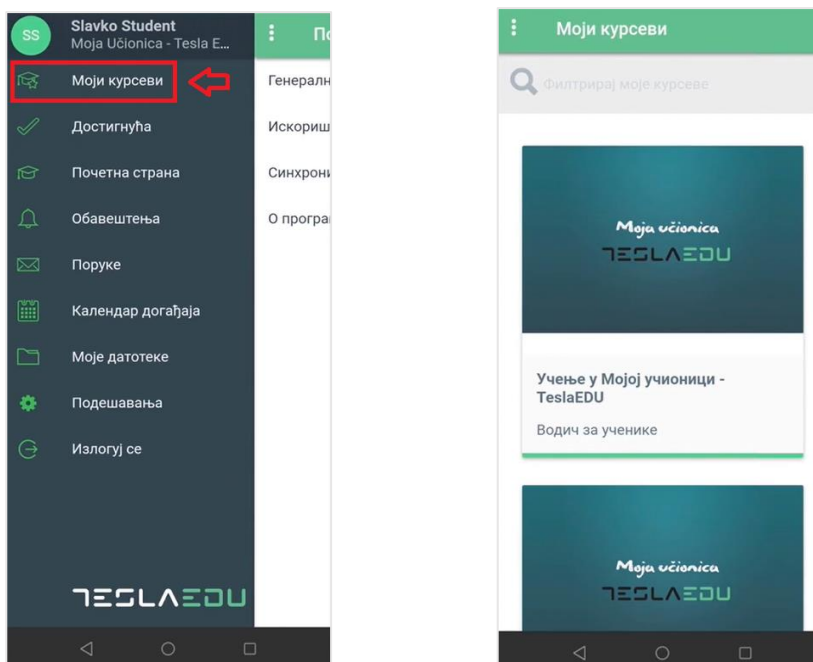 SS
Slavko Student
Moja Učionica - Tesla E...
Моји курсеви
Достигнућа
Почетна страна
Обавештења
Поруке
Календар догађаја
Моје датотеке
Подешавања
Излогуј се
TESLAEDU
По
Генералн
Искориш
Синхрони
О програ
Моји курсеви
Филтрирај моје курсеве
Moja učionica
TESLAEDU
Учење у Мојој учионици -
TeslaEDU
Водич за ученике
Moja učionica
TESLAEDU